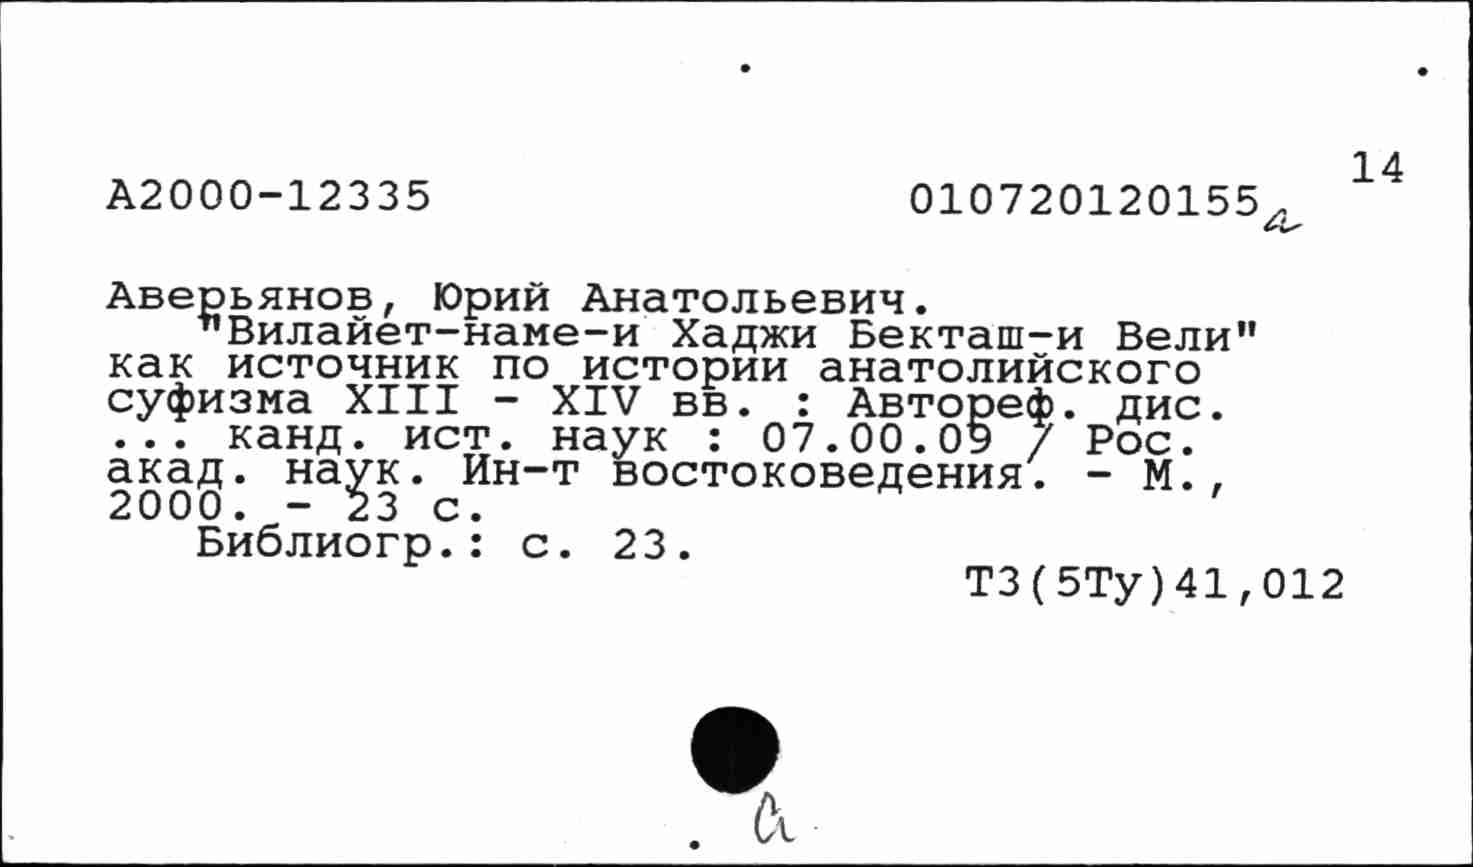 14
А2000-12335 010720120155 а
Аверьянов, Юрий Анатольевич.
"Вилайет-наме-и Хаджи Бекташ-и Вели"
как источник по истории анатолийского
суфизма XIII - XIV вв. : Автореф. дис.
... канд. ист. наук : 07.00.09 / Рос.
акад. наук. Ин-т востоковедения. - М.,
2000. - 23 с.
Библиогр.: с. 23.
Т3(5Ту)41,012
а